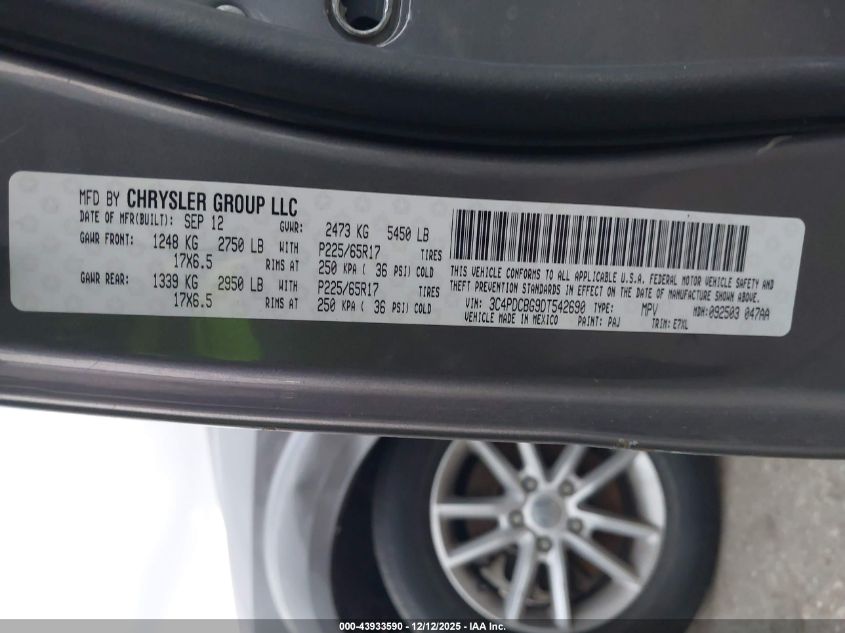 MFD BY CHRYSLER GROUP LLC
DATE OF MFR(BUILT): SEP 12 GVWR: 2473 KG 5450 LB
GAWR FRONT: 1248 KG 2750 LB WITH P225/65R17 TIRES
17X6.5 RIMS AT 250 KPA ( 36 PSI) COLD
GAWR REAR: 1339 KG 2950 LB WITH P225/65R17 TIRES
17X6.5 RIMS AT 250 KPA ( 36 PSI) COLD
THIS VEHICLE CONFORMS TO ALL APPLICABLE U.S.A. FEDERAL MOTOR VEHICLE SAFETY AND
THEFT PREVENTION STANDARDS IN EFFECT ON THE DATE OF MANUFACTURE SHOWN ABOVE.
VIN: 3C4PDCBG9DT542690 TYPE: MPV MDH:092503 047AA
VEHICLE MADE IN MEXICO PAINT: PAJ TRIM: E7XL
000-43933590 - 12/12/2025 - IAA Inc.